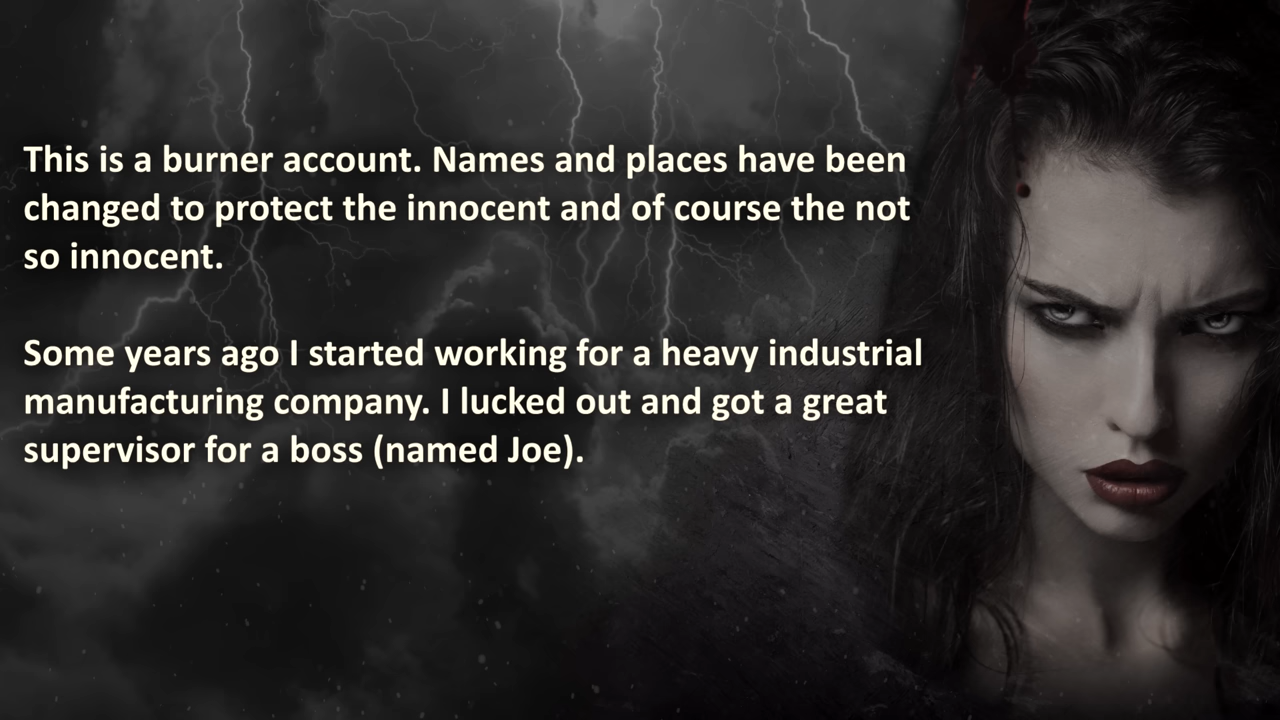 This is a burner account. Names and places have been
changed to protect the innocent and of course the not
so innocent.
Some years ago I started working for a heavy industrial
manufacturing company. I lucked out and got a great
supervisor for a boss (named Joe).